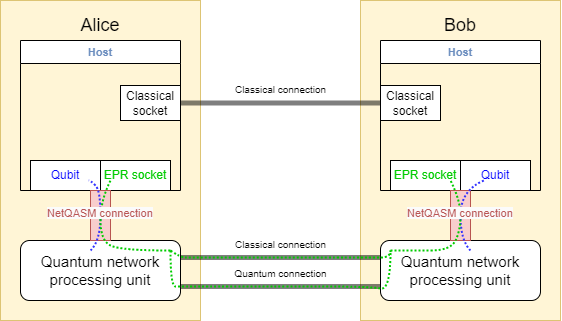 Alice
Bob
Host
Host
Classical
socket
Classical connection
Classical
socket
Qubit
EPR socket
EPR socket
Qubit
NetQASM connection
NetQASM connection
Quantum network
processing unit
Classical connection
Quantum connection
Quantum network
processing unit